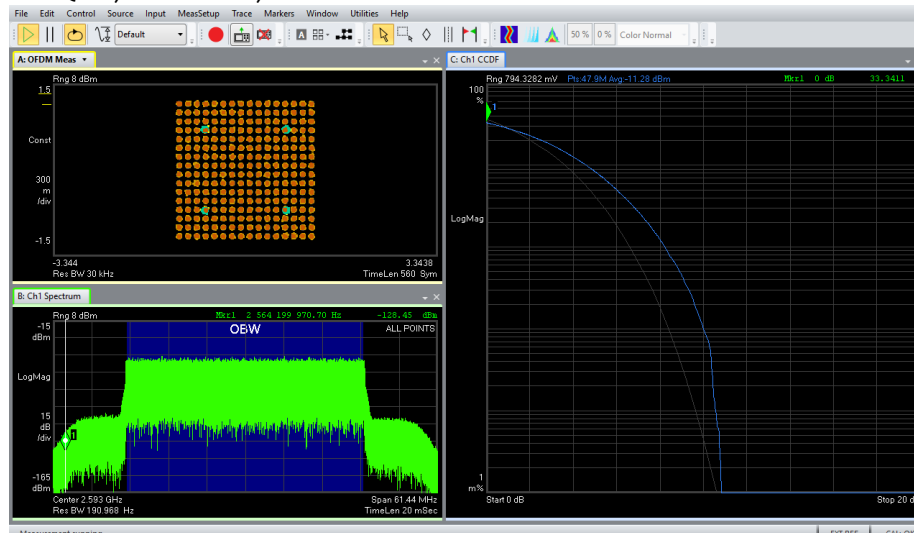 File Edit Control Source Input MeasSetup Trace Markers Window Utilities Help
Default
A
50 % 0 % Color Normal
A: OFDM Meas
Rng 8 dBm
1.5
Const
300
m
/div
-1.5
-3.344
3.3438
Res BW 30 kHz
TimeLen 560 Sym
B: Ch1 Spectrum
Rng 8 dBm
Mkr1 2 564 199 970.70 Hz
-128.45 dBm
-15
dBm
OBW
ALL POINTS
LogMag
15
dB
/div
1
-165
dBm
Center 2.593 GHz
Span 61.44 MHz
Res BW 190.968 Hz
TimeLen 20 mSec
C: Ch1 CCDF
Rng 794.3282 mV
Pts:47.9M Avg:-11.28 dBm
Mkr1 0 dB
33.3411
100
%
1
LogMag
1
m%
Start 0 dB
Stop 20 d